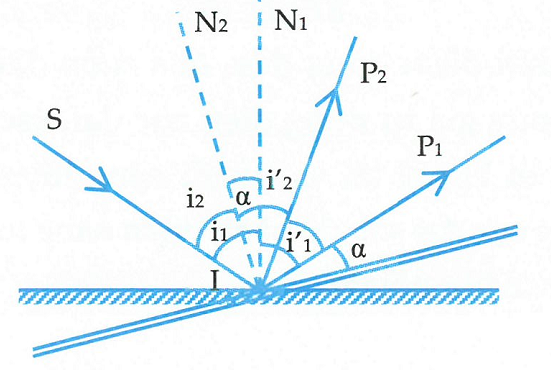 N₂ N₁
P₂
S
P₁
i₂ α i'₂
i₁ i'₁ α
I